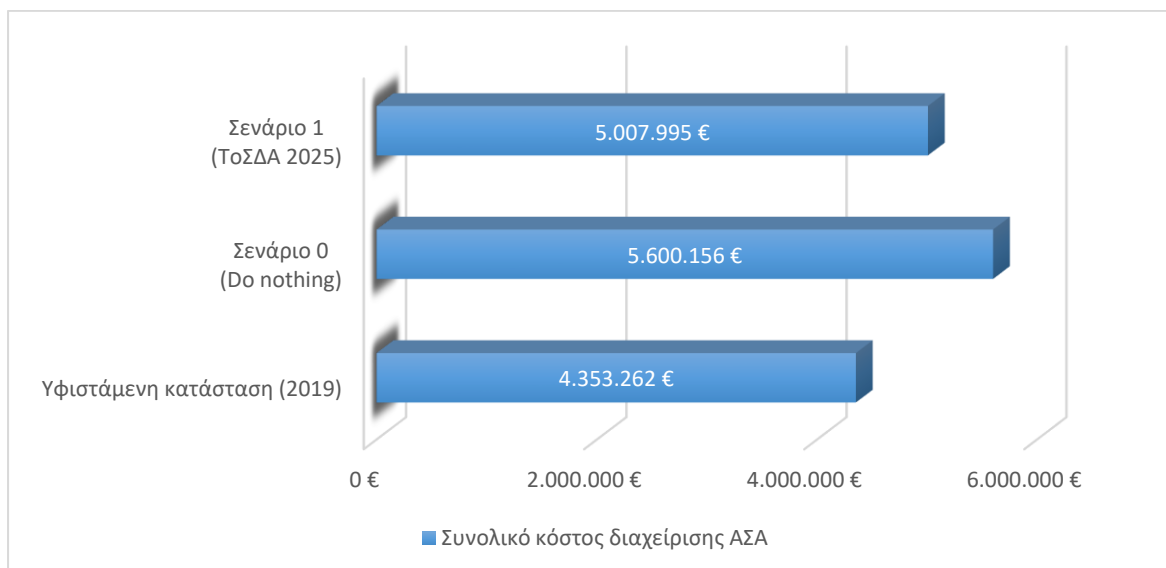 Σενάριο 1
(ΤοΣΔΑ 2025)
5.007.995 €
Σενάριο 0
(Do nothing)
5.600.156 €
Υφιστάμενη κατάσταση (2019)
4.353.262 €
0 €
2.000.000 €
4.000.000 €
6.000.000 €
Συνολικό κόστος διαχείρισης ΑΣΑ